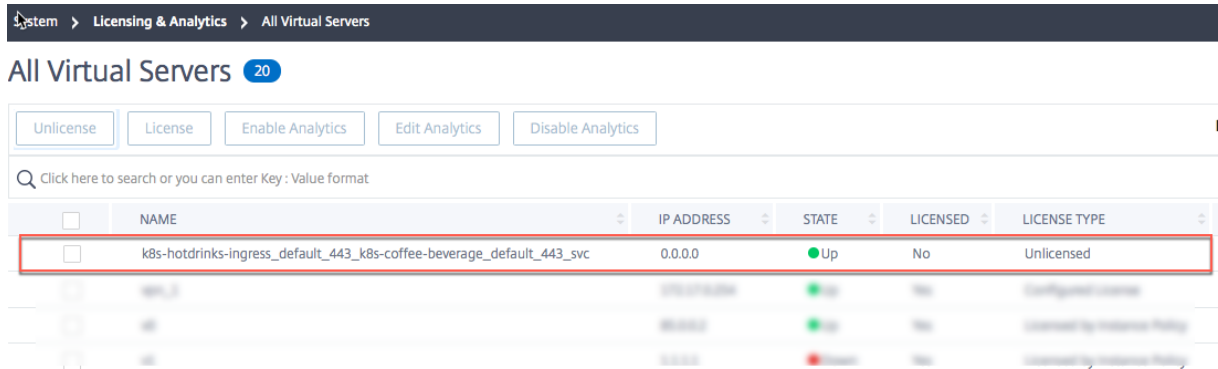 System > Licensing & Analytics > All Virtual Servers
All Virtual Servers 20
Unlicense License Enable Analytics Edit Analytics Disable Analytics
Click here to search or you can enter Key : Value format
NAME IP ADDRESS STATE LICENSED LICENSE TYPE
k8s-hotdrinks-ingress_default_443_k8s-coffee-beverage_default_443_svc 0.0.0.0 Up No Unlicensed